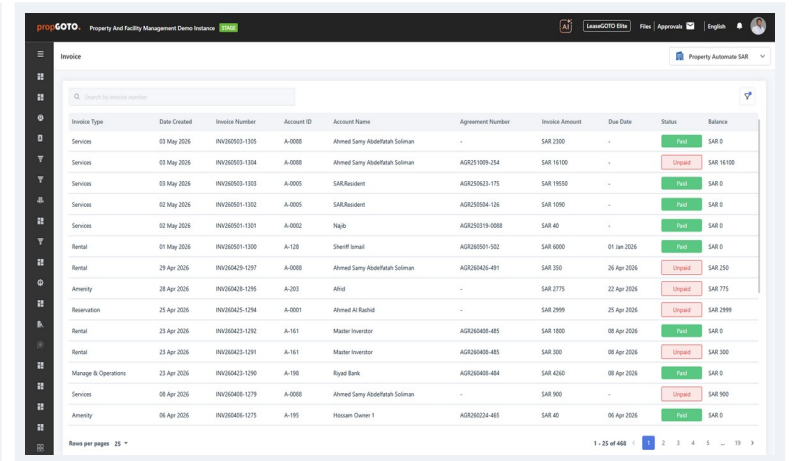 propGOTO. Property And Facility Management Demo Instance STAGE AI LeaseGOTO Elite Files Approvals English
Invoice Property Automate SAR
Search by invoice number
Invoice Type Date Created Invoice Number Account ID Account Name Agreement Number Invoice Amount Due Date Status Balance
Services 03 May 2026 INV260503-1305 A-0088 Ahmed Samy Abdelfatah Soliman - SAR 2300 - Paid SAR 0
Services 03 May 2026 INV260503-1304 A-0088 Ahmed Samy Abdelfatah Soliman AGR251009-254 SAR 16100 - Unpaid SAR 16100
Services 03 May 2026 INV260503-1303 A-0005 SAR.Resident AGR250623-175 SAR 19550 - Paid SAR 0
Services 02 May 2026 INV260501-1302 A-0005 SAR.Resident AGR250504-126 SAR 1090 - Paid SAR 0
Services 02 May 2026 INV260501-1301 A-0002 Najib AGR250319-0088 SAR 40 - Paid SAR 0
Rental 01 May 2026 INV260501-1300 A-128 Sheriff Ismail AGR260501-502 SAR 6000 01 Jan 2026 Paid SAR 0
Rental 29 Apr 2026 INV260429-1297 A-0088 Ahmed Samy Abdelfatah Soliman AGR260426-491 SAR 350 26 Apr 2026 Unpaid SAR 250
Amenity 28 Apr 2026 INV260428-1295 A-203 Afrid - SAR 2775 22 Apr 2026 Unpaid SAR 775
Reservation 25 Apr 2026 INV260425-1294 A-0001 Ahmed Al Rashid - SAR 2999 25 Apr 2026 Unpaid SAR 2999
Rental 23 Apr 2026 INV260423-1292 A-161 Master Inverstor AGR260408-485 SAR 1800 08 Apr 2026 Paid SAR 0
Rental 23 Apr 2026 INV260423-1291 A-161 Master Inverstor AGR260408-485 SAR 300 08 Apr 2026 Unpaid SAR 300
Manage & Operations 23 Apr 2026 INV260423-1290 A-198 Riyad Bank AGR260408-484 SAR 4260 08 Apr 2026 Paid SAR 0
Services 08 Apr 2026 INV260408-1279 A-0088 Ahmed Samy Abdelfatah Soliman - SAR 900 - Unpaid SAR 900
Amenity 06 Apr 2026 INV260406-1275 A-195 Hossam Owner 1 AGR260224-465 SAR 40 06 Apr 2026 Paid SAR 0
Rows per pages 25 1 - 25 of 468 1 2 3 4 5 ... 19